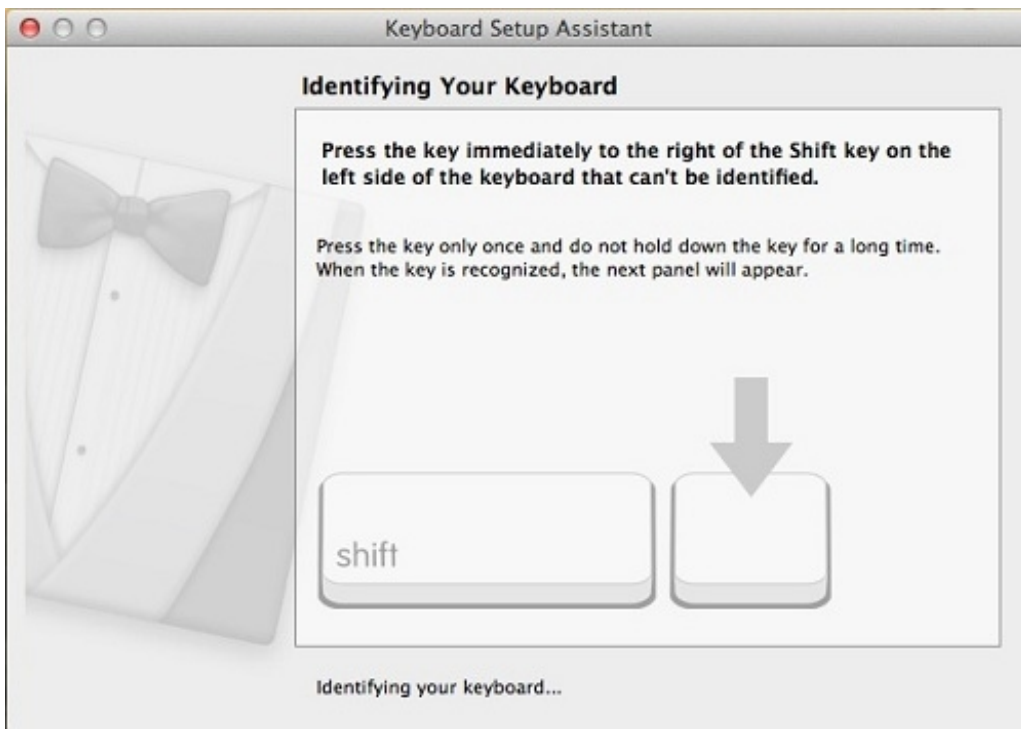 Keyboard Setup Assistant
Identifying Your Keyboard
Press the key immediately to the right of the Shift key on the
left side of the keyboard that can't be identified.
Press the key only once and do not hold down the key for a long time.
When the key is recognized, the next panel will appear.
shift
Identifying your keyboard...